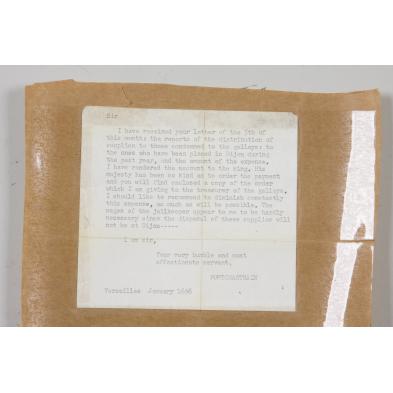 Sir
I have received your letter of the 5th of
this month: the reports of the distribution of
supplies to those condemned to the galleys: to
the ones who have been placed in Dijon during
the past year, and the amount of the expense.
I have rendered the account to the King. His
majesty has been so kind as to order the payment
and you will find enclosed a copy of the order
which I am giving to the treasurer of the galleys.
I should like to recommend to diminish constantly
this expense, as much as will be possible. The
wages of the jailkeeper appear to me to be hardly
necessary since the disposal of these supplies will
not be at Dijon-----
I am sir,
Your very humble and most
affectionate servant.
PONTCHARTRAIN
Versailles January 1696